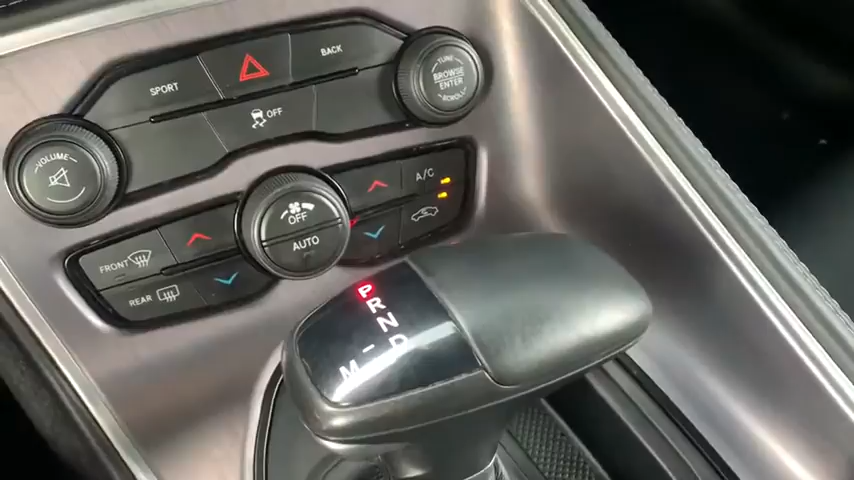 SPORT
BACK
OFF
TUNE
BROWSE
ENTER
SCROLL
VOLUME
OFF
AUTO
A/C
FRONT
REAR
P
R
N
D
M
-